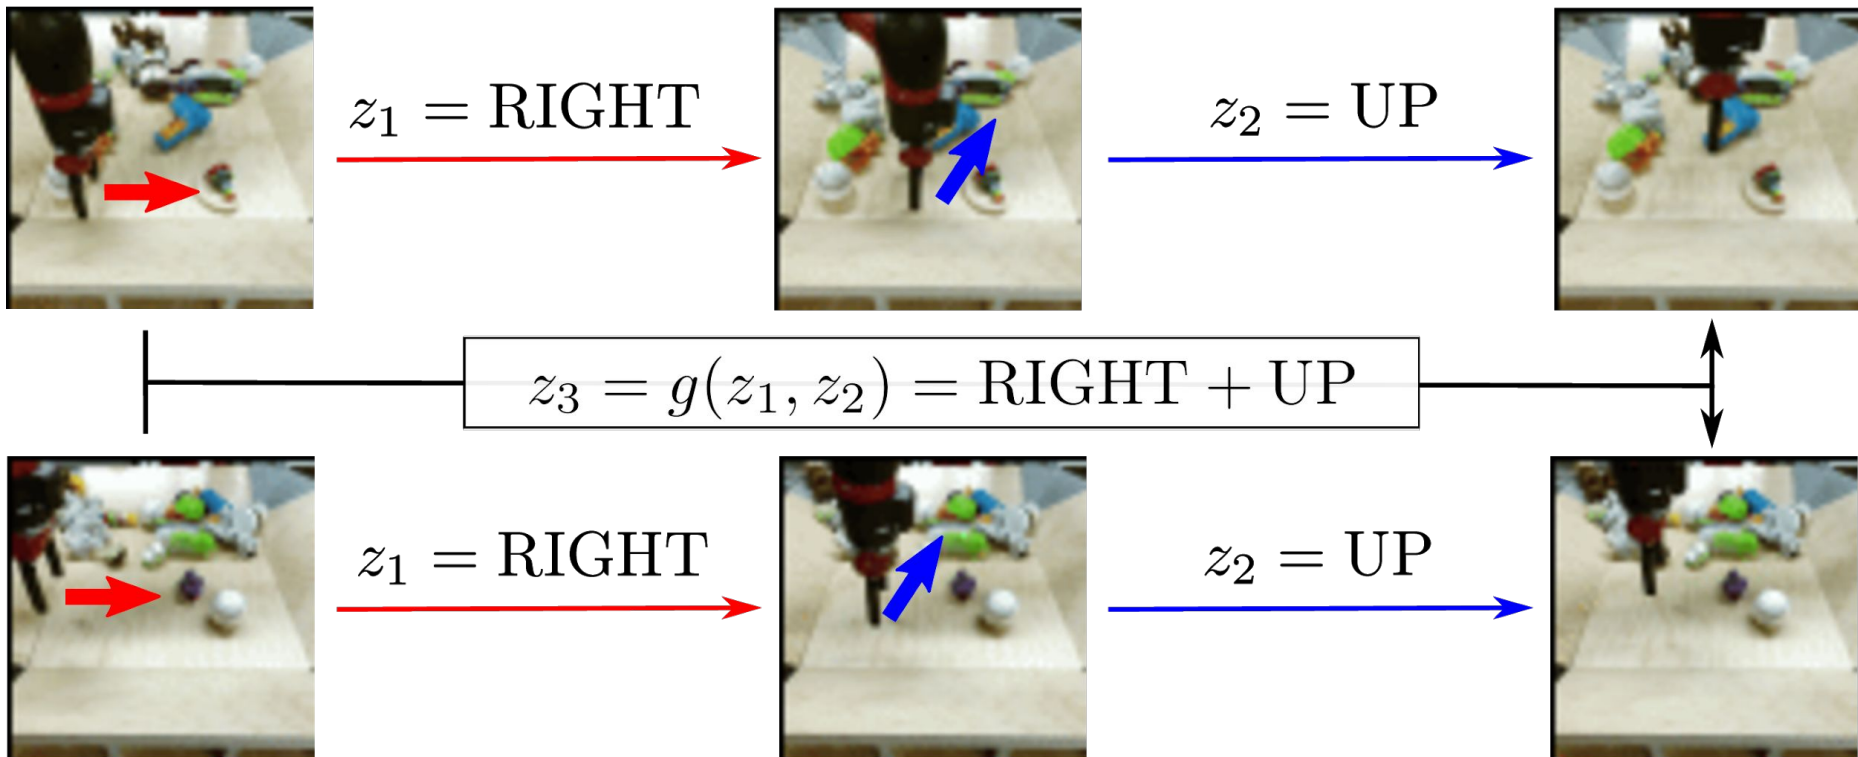 z₁ = RIGHT
z₂ = UP
z₃ = g(z₁, z₂) = RIGHT + UP
z₁ = RIGHT
z₂ = UP